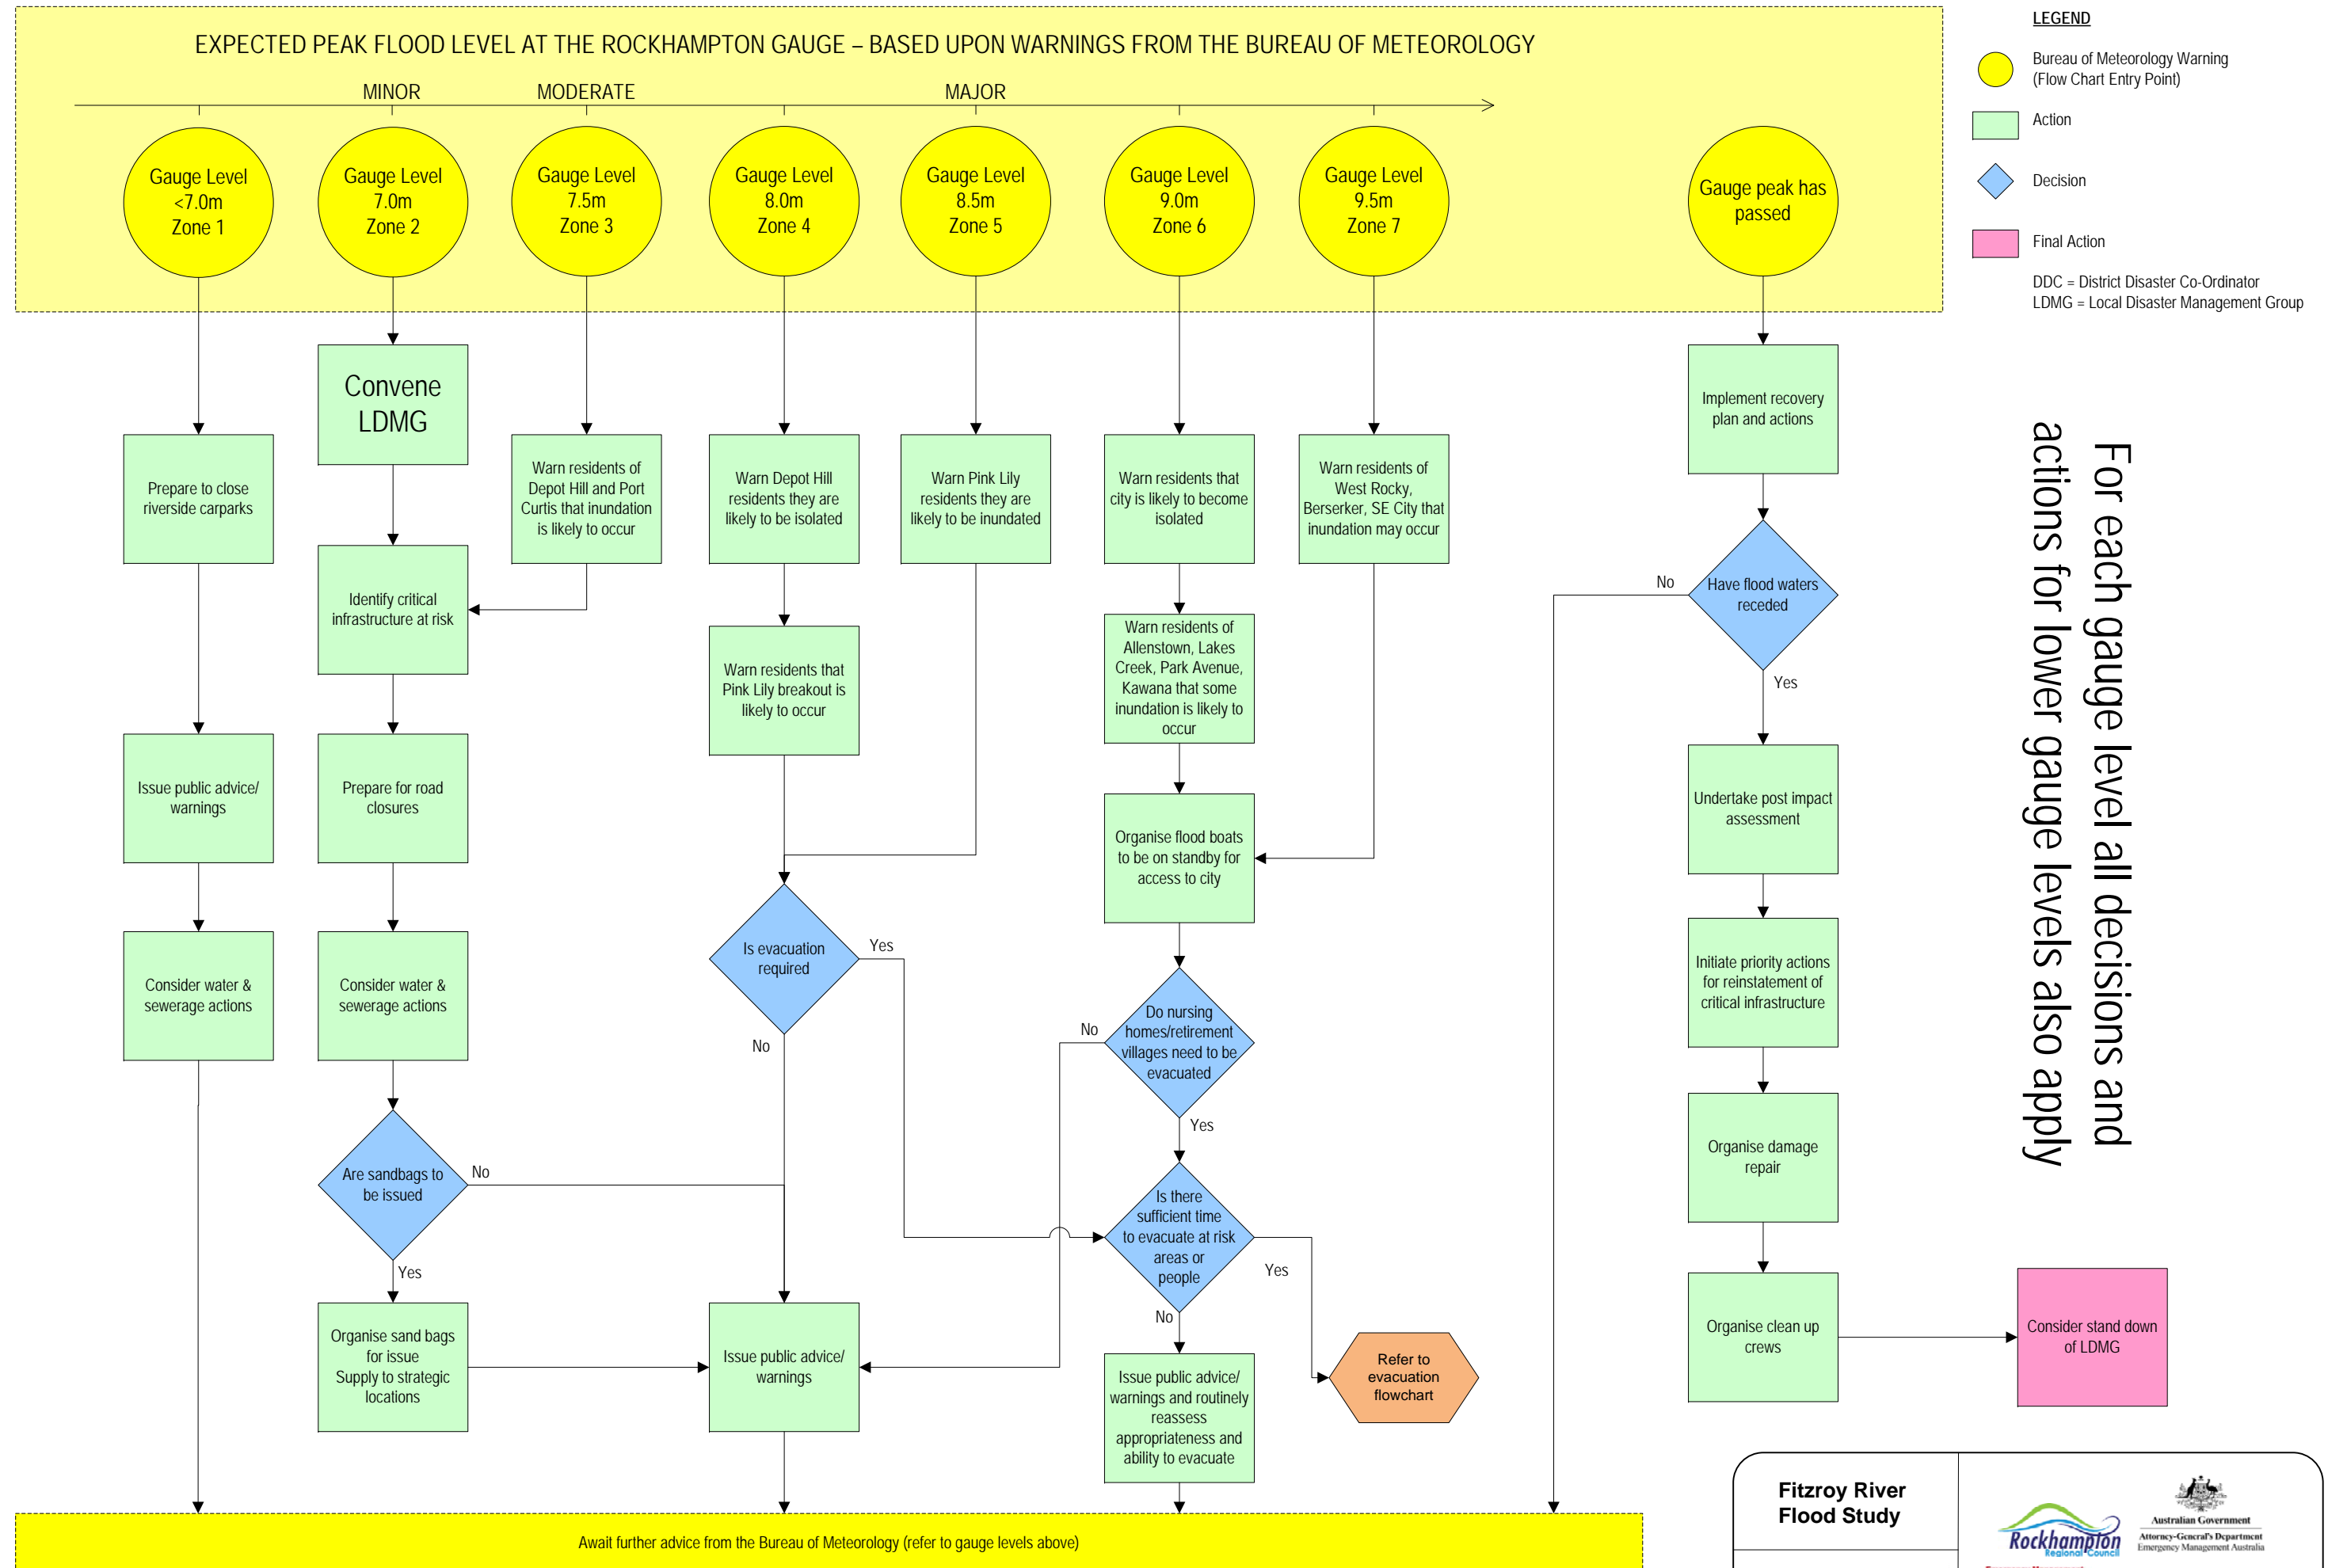 EXPECTED PEAK FLOOD LEVEL AT THE ROCKHAMPTON GAUGE – BASED UPON WARNINGS FROM THE BUREAU OF METEOROLOGY
MINOR
MODERATE
MAJOR
Gauge Level
<7.0m
Zone 1
Gauge Level
7.0m
Zone 2
Gauge Level
7.5m
Zone 3
Gauge Level
8.0m
Zone 4
Gauge Level
8.5m
Zone 5
Gauge Level
9.0m
Zone 6
Gauge Level
9.5m
Zone 7
Gauge peak has
passed
LEGEND
Bureau of Meteorology Warning
(Flow Chart Entry Point)
Action
Decision
Final Action
DDC = District Disaster Co-Ordinator
LDMG = Local Disaster Management Group
Prepare to close
riverside carparks
Issue public advice/
warnings
Consider water &
sewerage actions
Convene
LDMG
Identify critical
infrastructure at risk
Prepare for road
closures
Consider water &
sewerage actions
Are sandbags to
be issued
No
Yes
Organise sand bags
for issue
Supply to strategic
locations
Warn residents of
Depot Hill and Port
Curtis that inundation
is likely to occur
Warn Depot Hill
residents they are
likely to be isolated
Warn residents that
Pink Lily breakout is
likely to occur
Is evacuation
required
Yes
No
Issue public advice/
warnings
Warn Pink Lily
residents they are
likely to be inundated
Warn residents that
city is likely to become
isolated
Warn residents of
Allenstown, Lakes
Creek, Park Avenue,
Kawana that some
inundation is likely to
occur
Organise flood boats
to be on standby for
access to city
Do nursing
homes/retirement
villages need to be
evacuated
No
Yes
Is there
sufficient time
to evacuate at risk
areas or
people
Yes
No
Issue public advice/
warnings and routinely
reassess
appropriateness and
ability to evacuate
Warn residents of
West Rocky,
Berserker, SE City that
inundation may occur
Refer to
evacuation
flowchart
Implement recovery
plan and actions
Have flood waters
receded
No
Yes
Undertake post impact
assessment
Initiate priority actions
for reinstatement of
critical infrastructure
Organise damage
repair
Organise clean up
crews
Consider stand down
of LDMG
For each gauge level all decisions and
actions for lower gauge levels also apply
Await further advice from the Bureau of Meteorology (refer to gauge levels above)
Fitzroy River
Flood Study
Rockhampton
Regional Council
Australian Government
Attorney-General's Department
Emergency Management Australia